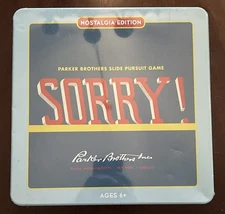 NOSTALGIA EDITION
PARKER BROTHERS SLIDE PURSUIT GAME
SORRY!
Parker Brothers Inc
AGES 6+